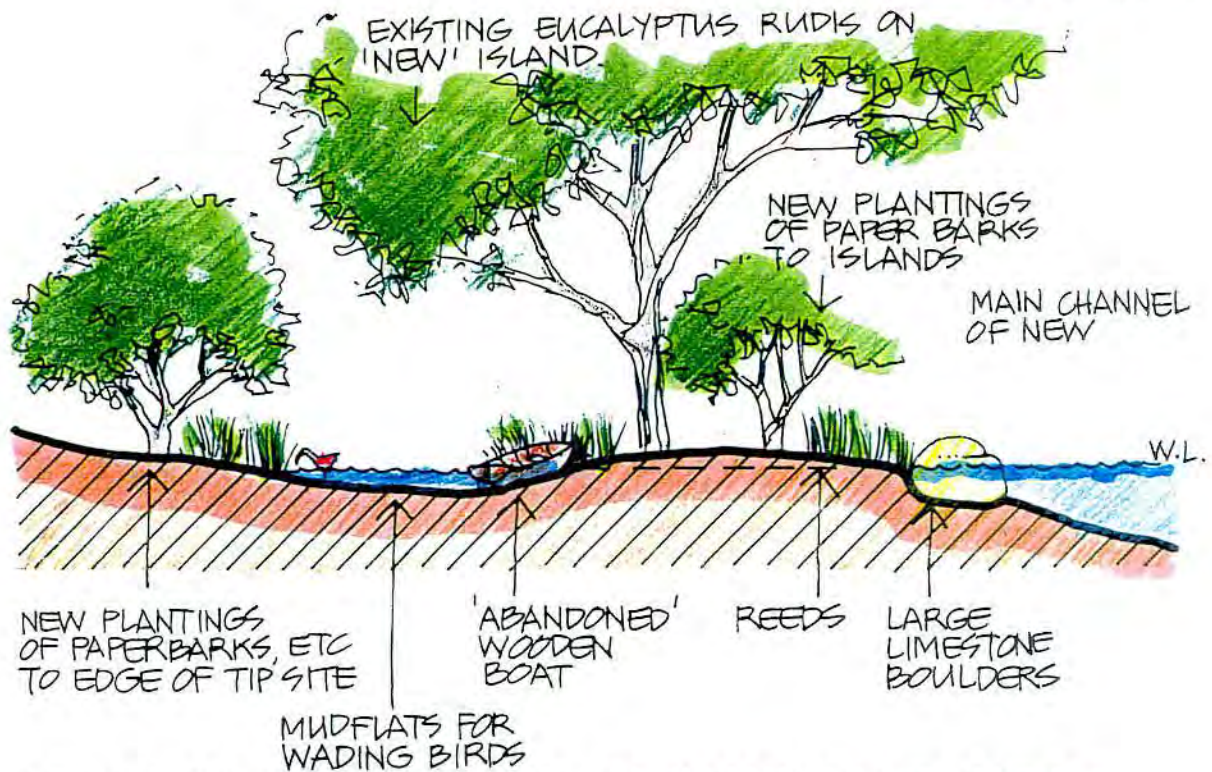 EXISTING EUCALYPTUS RUDIS ON
'NEW' ISLAND.
NEW PLANTINGS
OF PAPER BARKS
TO ISLANDS
MAIN CHANNEL
OF NEW
W.L.
NEW PLANTINGS
OF PAPERBARKS, ETC
TO EDGE OF TIP SITE
MUDFLATS FOR
WADING BIRDS
'ABANDONED'
WOODEN
BOAT
REEDS
LARGE
LIMESTONE
BOULDERS